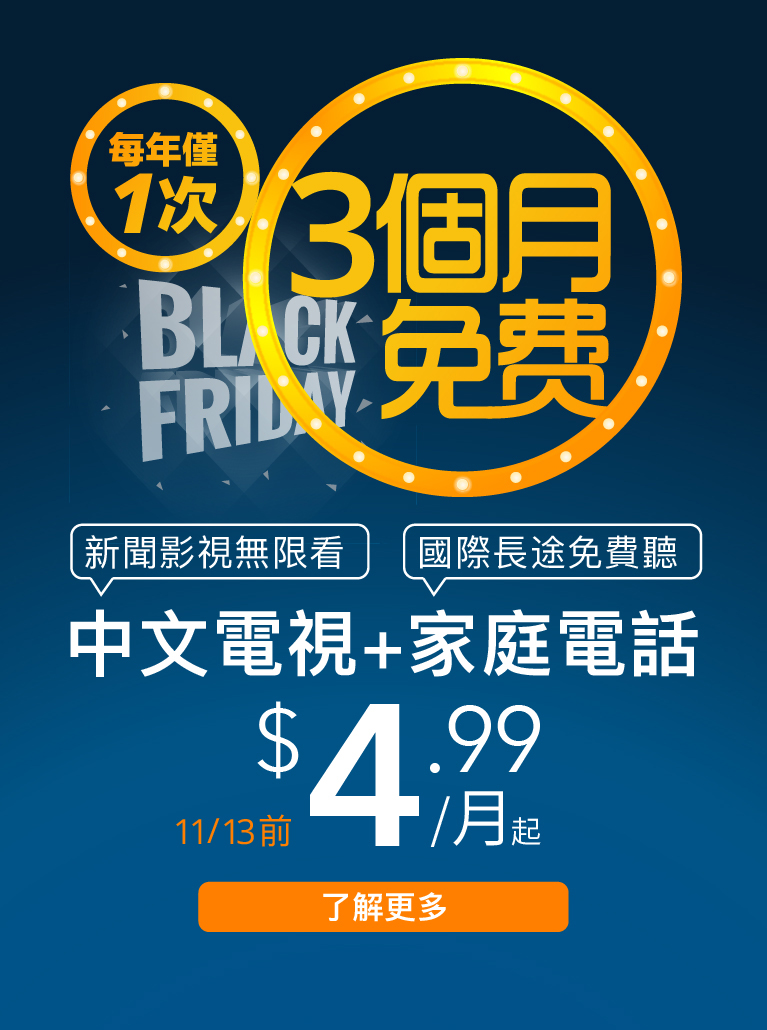 每年僅
1次
3個月
免費
BLACK
FRIDAY
新聞影視無限看
國際長途免費聽
中文電視+家庭電話
11/13前
$4.99
/月起
了解更多